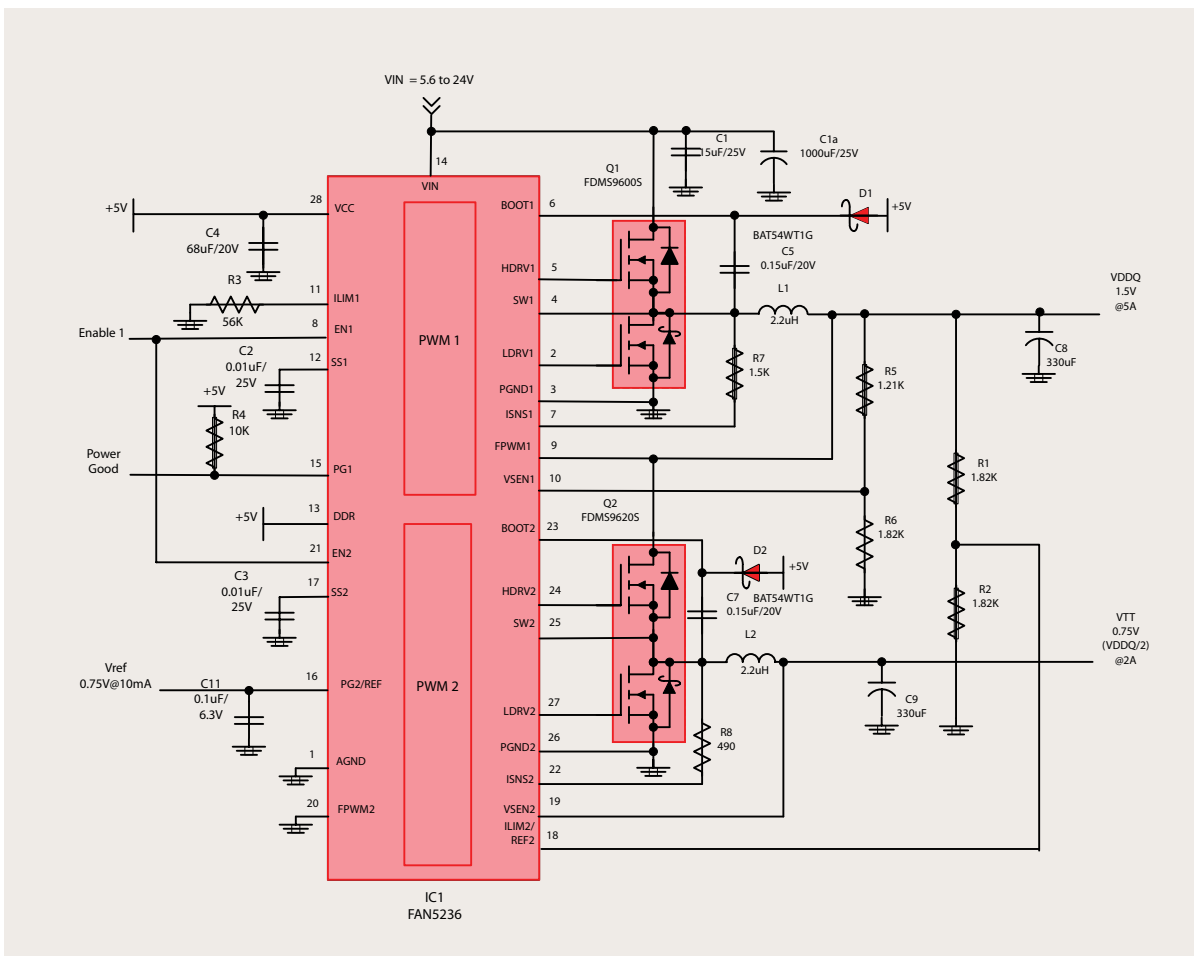 VIN = 5.6 to 24V
14
VIN
C1
15uF/25V
C1a
1000uF/25V
Q1
FDMS9600S
+5V
28
VCC
C4
68uF/20V
BOOT1
6
D1
+5V
BAT54WT1G
C5
0.15uF/20V
HDRV1
5
R3
56K
11
ILIM1
SW1
4
L1
2.2uH
VDDQ
1.5V
@5A
Enable 1
8
EN1
PWM 1
C2
0.01uF/
25V
12
SS1
LDRV1
2
R7
1.5K
R5
1.21K
C8
330uF
PGND1
3
+5V
R4
10K
ISNS1
7
FPWM1
9
Power
Good
15
PG1
VSEN1
10
R1
1.82K
Q2
FDMS9620S
+5V
13
DDR
BOOT2
23
R6
1.82K
21
EN2
D2
+5V
BAT54WT1G
C3
0.01uF/
25V
17
SS2
HDRV2
24
C7
0.15uF/20V
R2
1.82K
SW2
25
L2
2.2uH
VTT
0.75V
(VDDQ/2)
@2A
Vref
0.75V@10mA
C11
0.1uF/
6.3V
16
PG2/REF
PWM 2
C9
330uF
LDRV2
27
R8
490
PGND2
26
1
AGND
ISNS2
22
20
FPWM2
VSEN2
19
ILIM2/
REF2
18
IC1
FAN5236